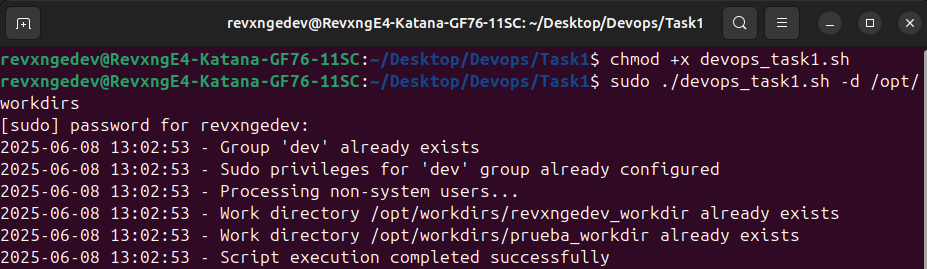 revxngedev@RevxngE4-Katana-GF76-11SC: ~/Desktop/Devops/Task1
revxngedev@RevxngE4-Katana-GF76-11SC:~/Desktop/Devops/Task1$ chmod +x devops_task1.sh
revxngedev@RevxngE4-Katana-GF76-11SC:~/Desktop/Devops/Task1$ sudo ./devops_task1.sh -d /opt/
workdirs
[sudo] password for revxngedev:
2025-06-08 13:02:53 - Group 'dev' already exists
2025-06-08 13:02:53 - Sudo privileges for 'dev' group already configured
2025-06-08 13:02:53 - Processing non-system users...
2025-06-08 13:02:53 - Work directory /opt/workdirs/revxngedev_workdir already exists
2025-06-08 13:02:53 - Work directory /opt/workdirs/prueba_workdir already exists
2025-06-08 13:02:53 - Script execution completed successfully